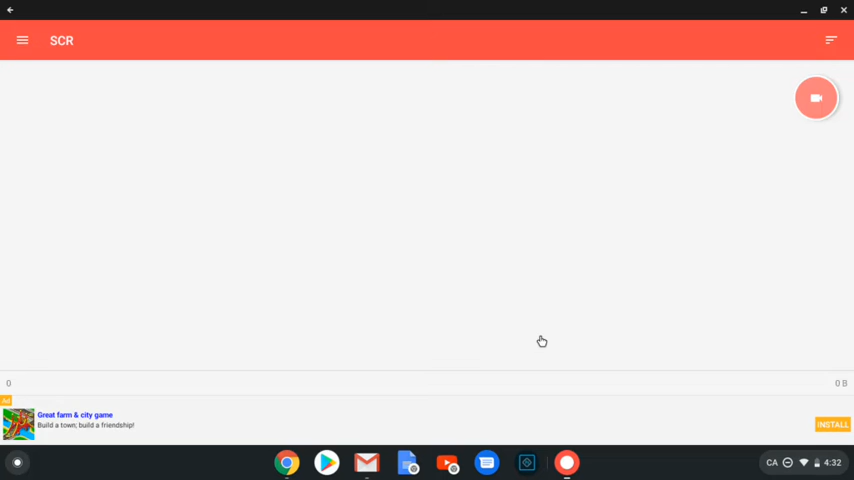 SCR
0
0 B
Ad
Great farm & city game
Build a town; build a friendship!
INSTALL
CA
4:32